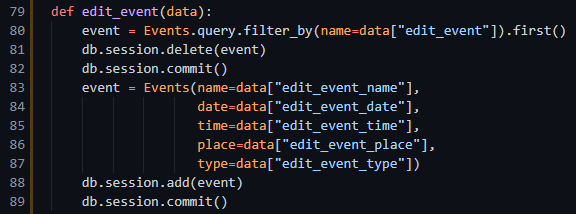 79 def edit_event(data):
80     event = Events.query.filter_by(name=data["edit_event"]).first()
81     db.session.delete(event)
82     db.session.commit()
83     event = Events(name=data["edit_event_name"],
84                    date=data["edit_event_date"],
85                    time=data["edit_event_time"],
86                    place=data["edit_event_place"],
87                    type=data["edit_event_type"])
88     db.session.add(event)
89     db.session.commit()